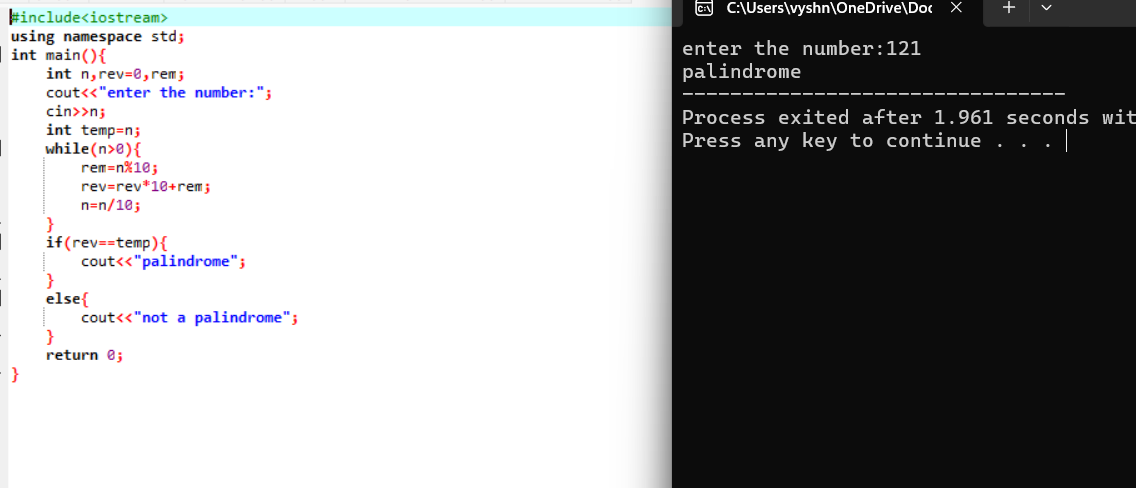 #include<iostream>
using namespace std;
int main(){
    int n,rev=0,rem;
    cout<<"enter the number:";
    cin>>n;
    int temp=n;
    while(n>0){
        rem=n%10;
        rev=rev*10+rem;
        n=n/10;
    }
    if(rev==temp){
        cout<<"palindrome";
    }
    else{
        cout<<"not a palindrome";
    }
    return 0;
}
C:\Users\vyshn\OneDrive\Doc
enter the number:121
palindrome
--------------------------------
Process exited after 1.961 seconds wit
Press any key to continue . . .